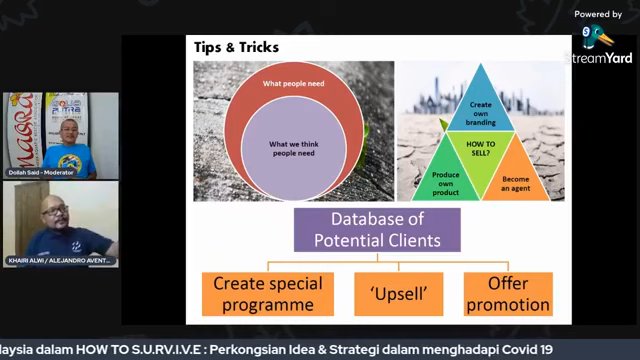 Powered by
StreamYard
Tips & Tricks
What people need
What we think
people need
Create
own
branding
HOW TO
SELL?
Produce
own
product
Become
an agent
Database of
Potential Clients
Create special
programme
‘Upsell’
Offer
promotion
Dollah Said - Moderator
KHAIRI ALWI / ALEJANDRO AVENT...
laysia dalam HOW TO S.U.R.V.I.V.E : Perkongsian Idea & Strategi dalam menghadapi Covid 19